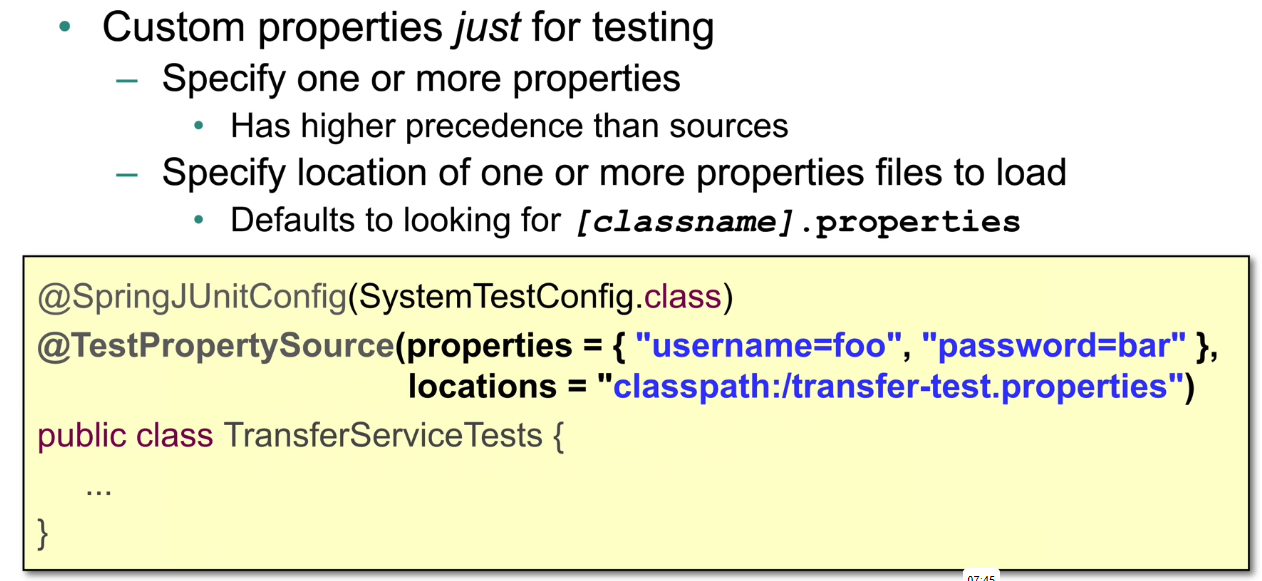 • Custom properties just for testing
– Specify one or more properties
• Has higher precedence than sources
– Specify location of one or more properties files to load
• Defaults to looking for [classname].properties
@SpringJUnitConfig(SystemTestConfig.class)
@TestPropertySource(properties = { "username=foo", "password=bar" },
locations = "classpath:/transfer-test.properties")
public class TransferServiceTests {
...
}
07:45